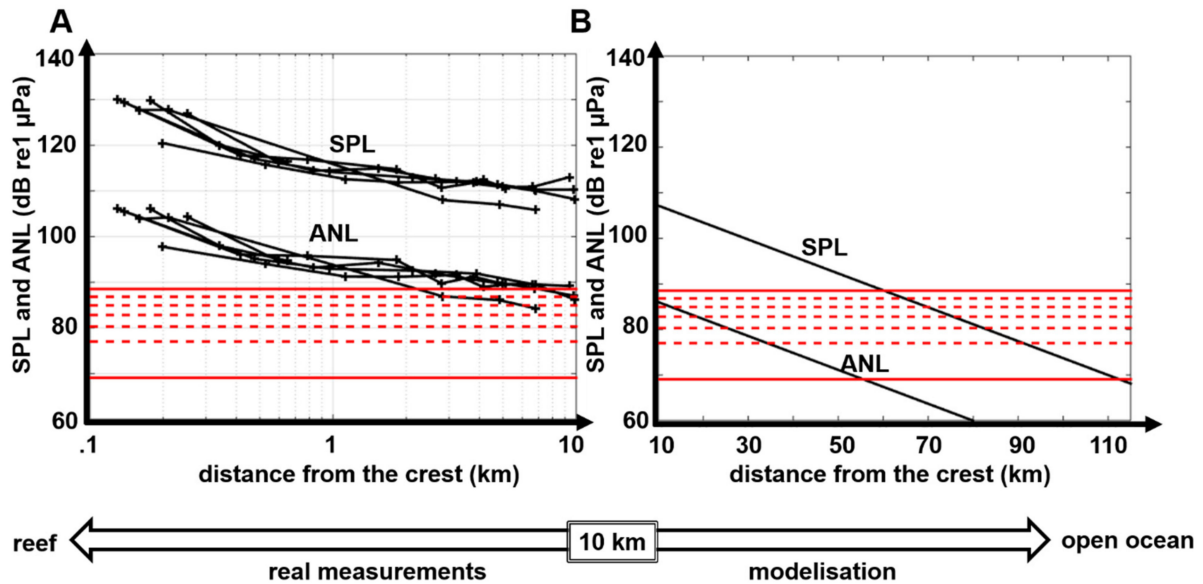 A
B
SPL and ANL (dB re1 µPa)
140
120
100
80
60
SPL
ANL
.1
1
10
distance from the crest (km)
SPL and ANL (dB re1 µPa)
140
120
100
80
60
SPL
ANL
10
30
50
70
90
110
distance from the crest (km)
reef
10 km
open ocean
real measurements
modelisation